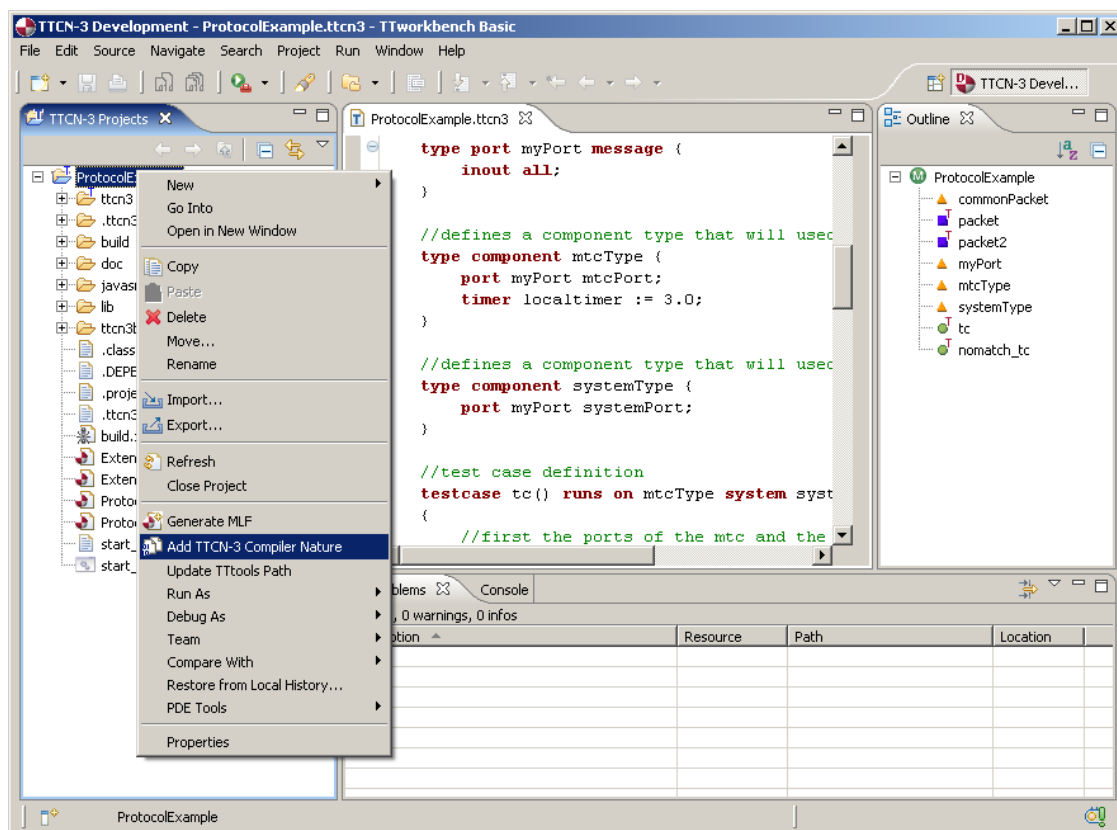 TTCN-3 Development - ProtocolExample.ttcn3 - TTworkbench Basic
File Edit Source Navigate Search Project Run Window Help
TTCN-3 Devel...
TTCN-3 Projects
ProtocolE
ttcn3
.ttcn3
build
doc
javas
lib
ttcn3
.class
.DEPE
.proje
.ttcn3
build.
Exten
Exten
Proto
Proto
start_
start_
New
Go Into
Open in New Window
Copy
Paste
Delete
Move...
Rename
Import...
Export...
Refresh
Close Project
Generate MLF
Add TTCN-3 Compiler Nature
Update TTtools Path
Run As
Debug As
Team
Compare With
Restore from Local History...
PDE Tools
Properties
ProtocolExample.ttcn3
type port myPort message {
inout all;
}
//defines a component type that will used
type component mtcType {
port myPort mtcPort;
timer localtimer := 3.0;
}
//defines a component type that will used
type component systemType {
port myPort systemPort;
}
//test case definition
testcase tc() runs on mtcType system syst
{
//first the ports of the mtc and the
Outline
ProtocolExample
commonPacket
packet
packet2
myPort
mtcType
systemType
tc
nomatch_tc
blems Console
, 0 warnings, 0 infos
ption Resource Path Location
ProtocolExample